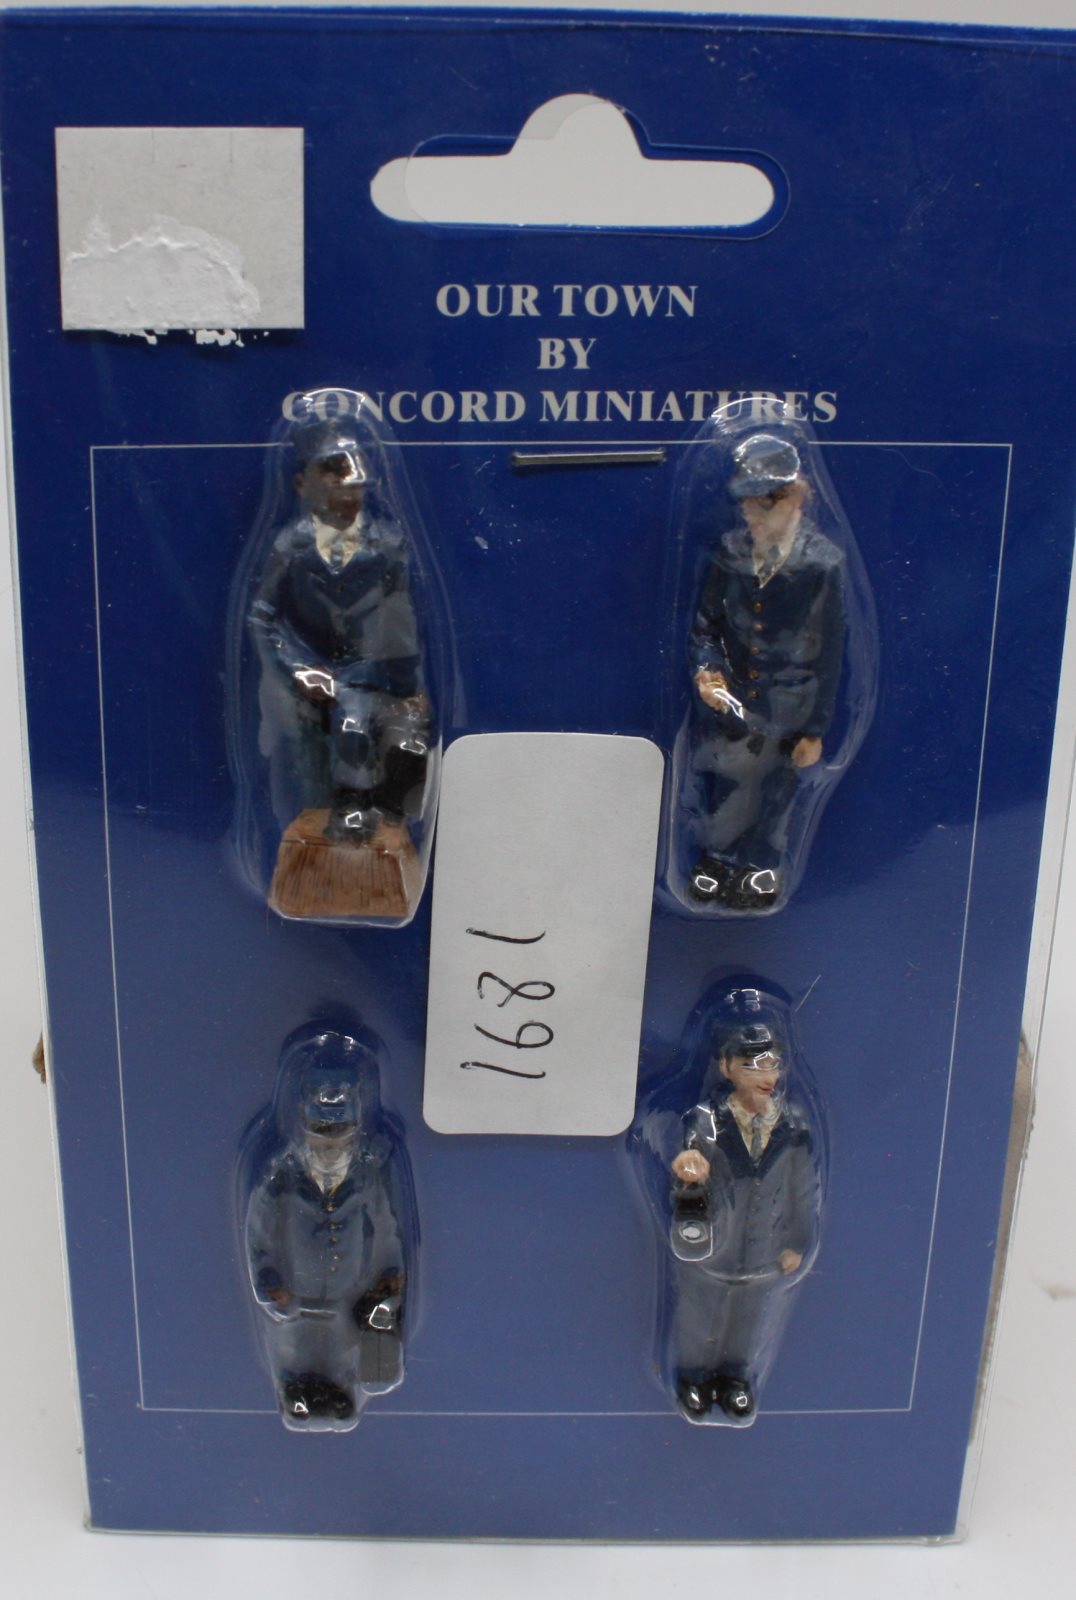 OUR TOWN
BY
CONCORD MINIATURES
1681